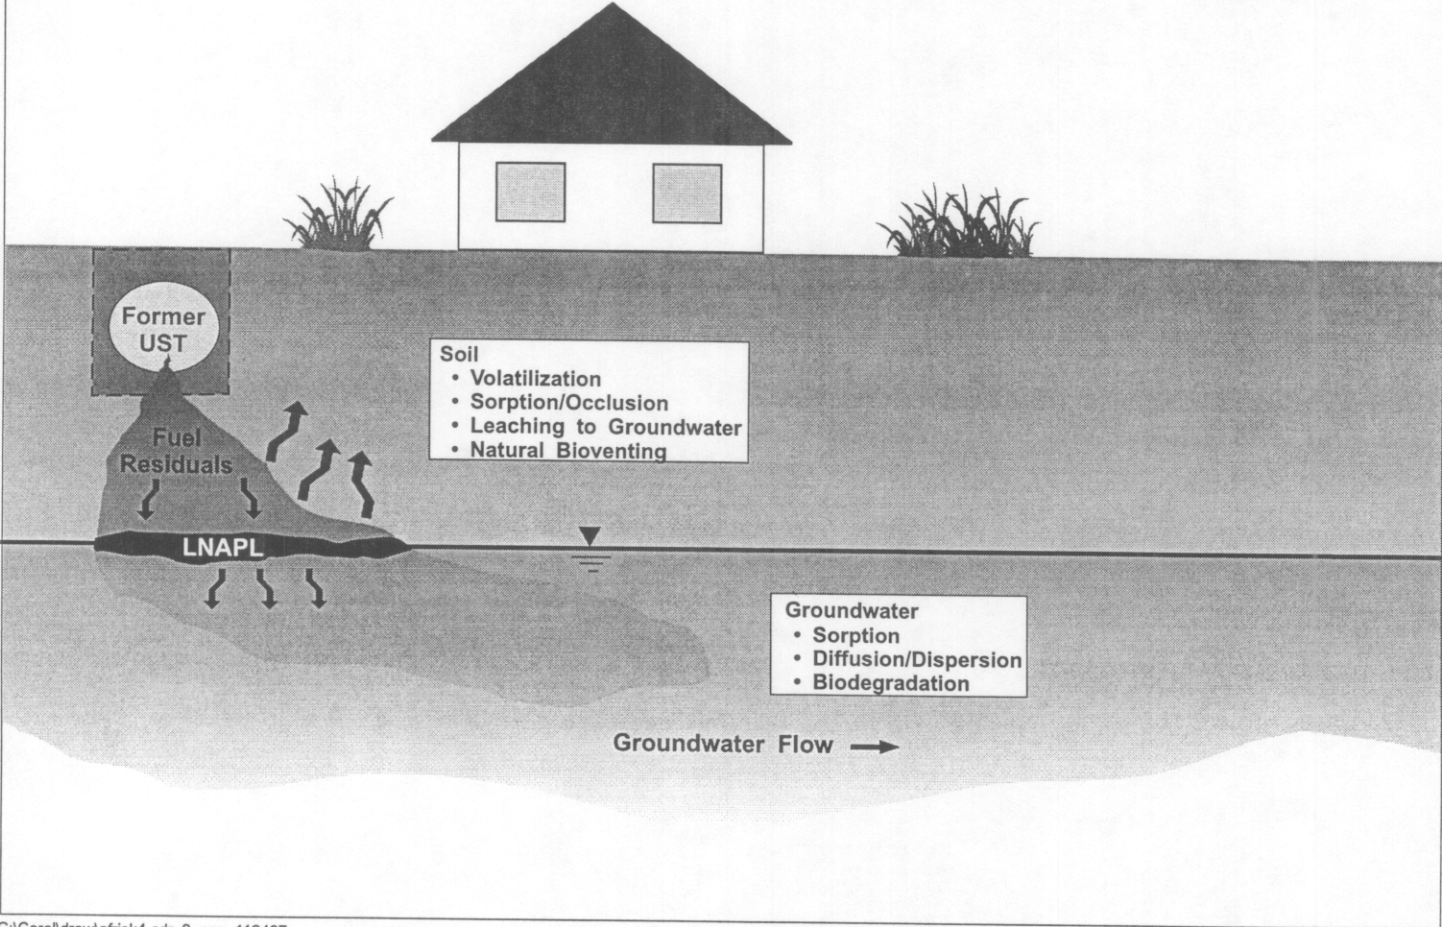 Former
UST
Fuel
Residuals
LNAPL
Soil
• Volatilization
• Sorption/Occlusion
• Leaching to Groundwater
• Natural Bioventing
Groundwater
• Sorption
• Diffusion/Dispersion
• Biodegradation
Groundwater Flow